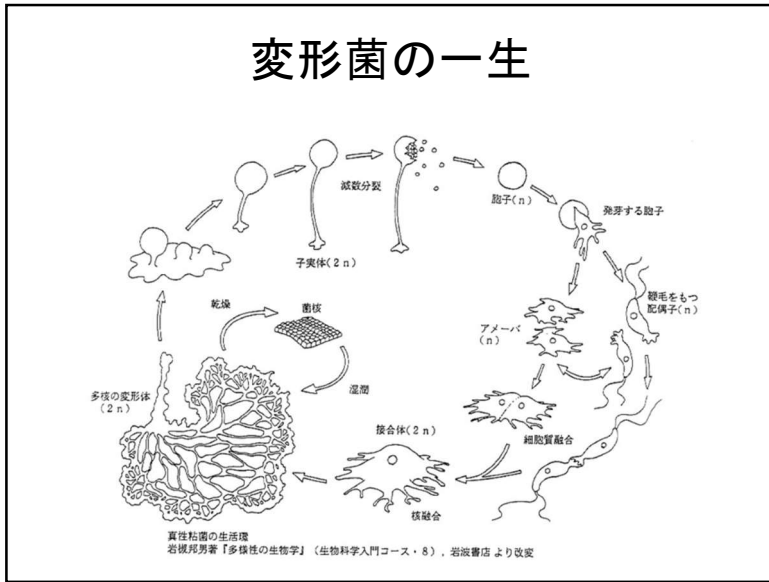 変形菌の一生
減数分裂
胞子(n)
発芽する胞子
子実体(2n)
鞭毛をもつ
配偶子(n)
乾燥
菌核
アメーバ
(n)
湿潤
多核の変形体
(2n)
接合体(2n)
細胞質融合
核融合
真性粘菌の生活環
岩槻邦男著『多様性の生物学』(生物科学入門コース・8), 岩波書店 より改変